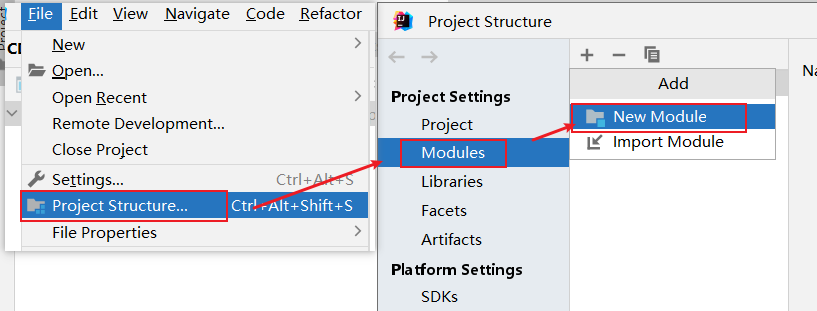 Project
File Edit View Navigate Code Refactor
New
Open...
Open Recent
Remote Development...
Close Project
Settings... Ctrl+Alt+S
Project Structure... Ctrl+Alt+Shift+S
File Properties
Project Structure
Project Settings
Project
Modules
Libraries
Facets
Artifacts
Platform Settings
SDKs
Add
New Module
Import Module